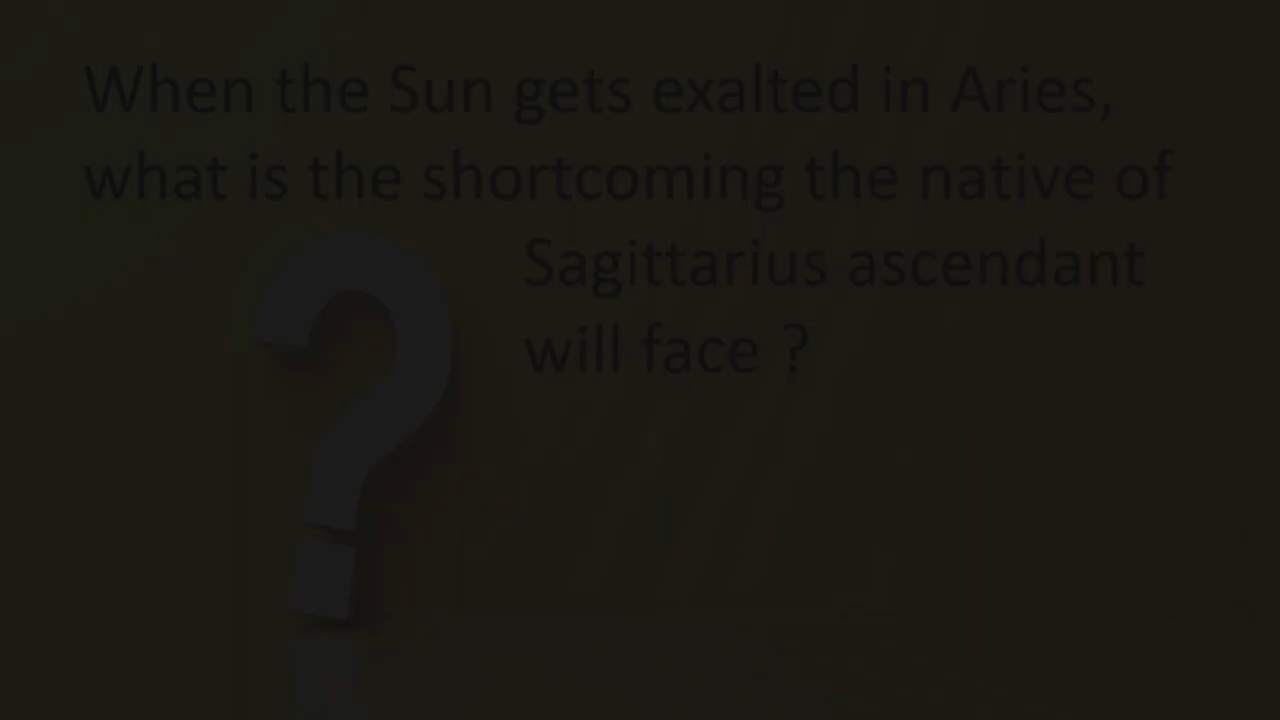 When the Sun gets exalted in Aries,
what is the shortcoming the native of
Sagittarius ascendant
will face ?